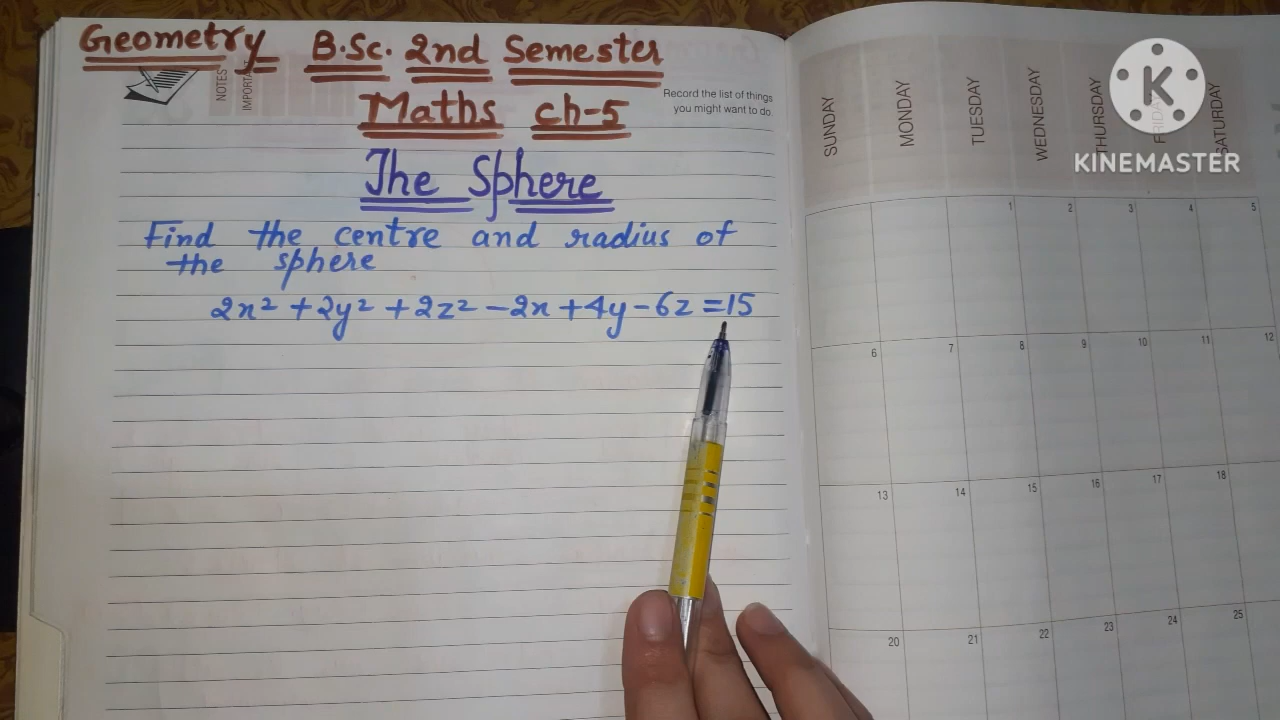 Geometry B.Sc. 2nd Semester
NOTES
IMPORTANT
Record the list of things
you might want to do.
Maths Ch-5
The Sphere
Find the centre and radius of
the sphere
2x² + 2y² + 2z² - 2x + 4y - 6z = 15
SUNDAY MONDAY TUESDAY WEDNESDAY THURSDAY FRIDAY SATURDAY
K
KINEMASTER
1 2 3 4 5
6 7 8 9 10 11 12
13 14 15 16 17 18
20 21 22 23 24 25